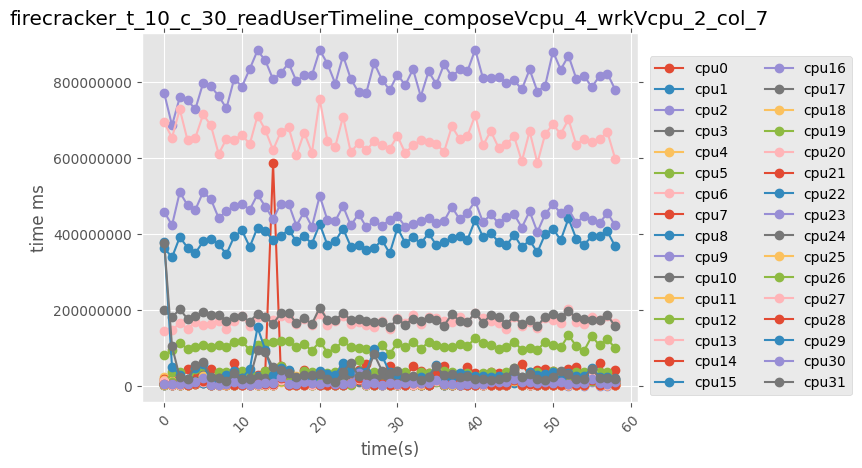 firecracker_t_10_c_30_readUserTimeline_composeVcpu_4_wrkVcpu_2_col_7
800000000
600000000
400000000
200000000
0
time ms
0
10
20
30
40
50
60
time(s)
cpu0
cpu1
cpu2
cpu3
cpu4
cpu5
cpu6
cpu7
cpu8
cpu9
cpu10
cpu11
cpu12
cpu13
cpu14
cpu15
cpu16
cpu17
cpu18
cpu19
cpu20
cpu21
cpu22
cpu23
cpu24
cpu25
cpu26
cpu27
cpu28
cpu29
cpu30
cpu31